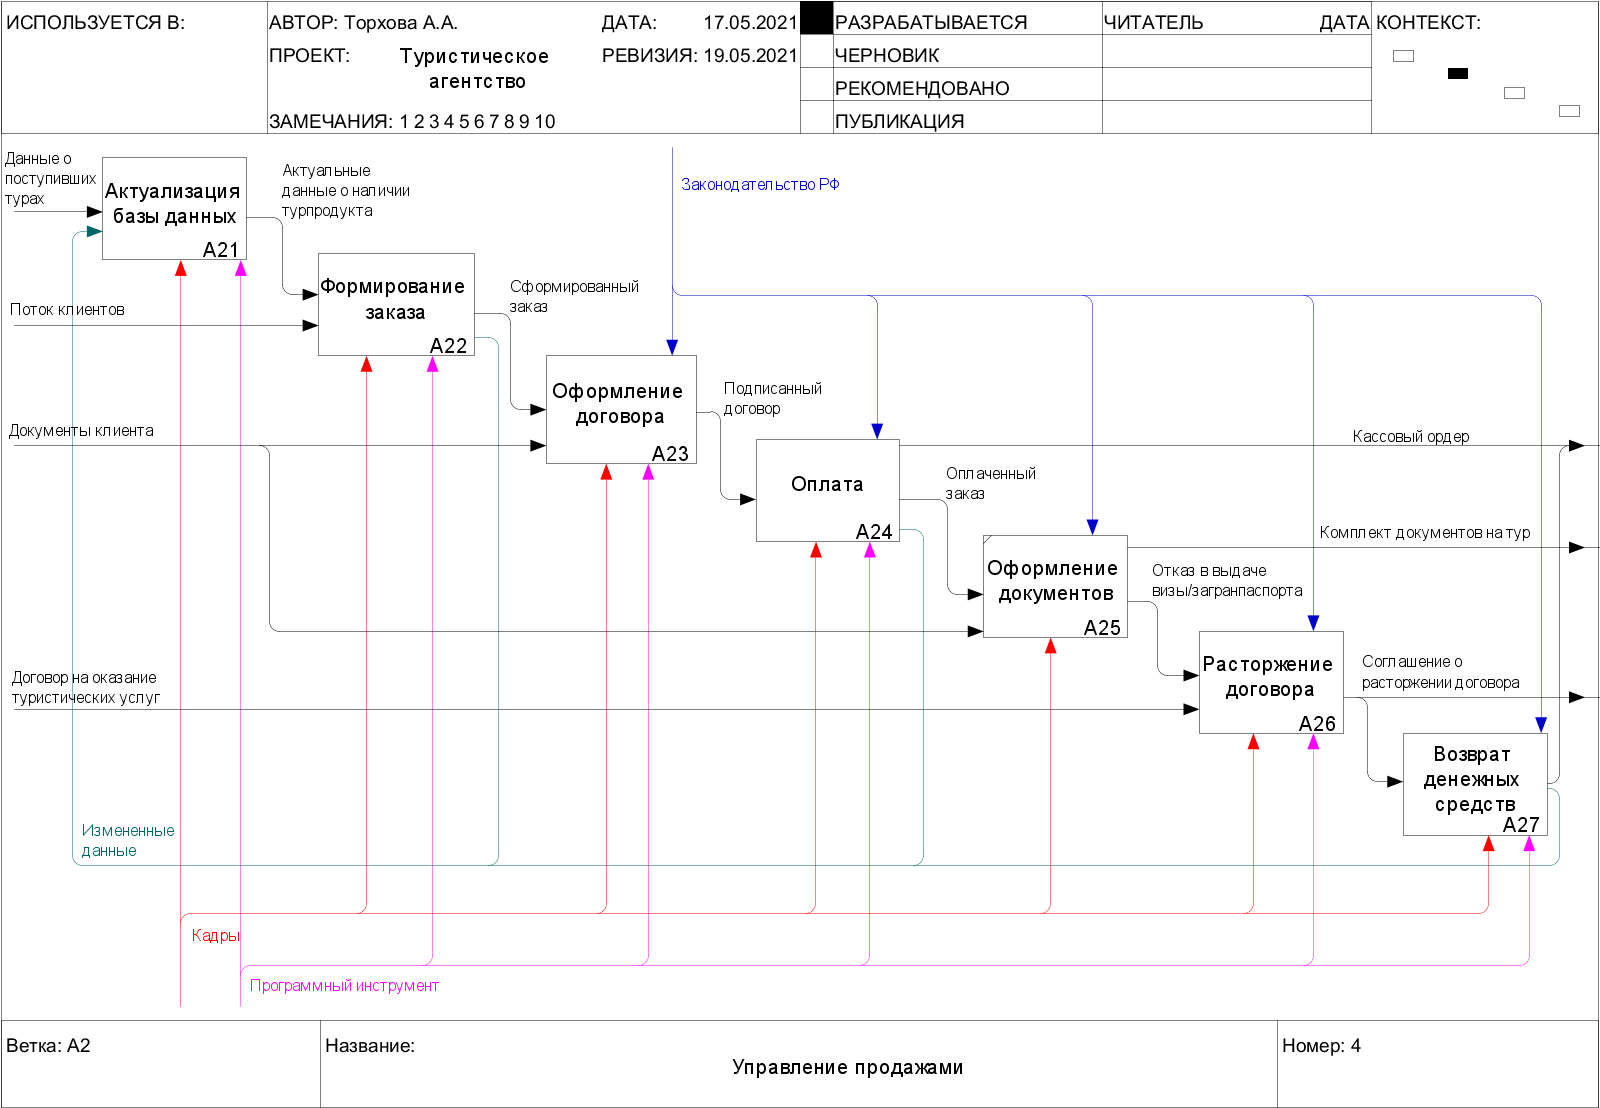 ИСПОЛЬЗУЕТСЯ В:
АВТОР: Торхова А.А.
ДАТА: 17.05.2021
ПРОЕКТ: Туристическое
агентство
РЕВИЗИЯ: 19.05.2021
ЗАМЕЧАНИЯ: 1 2 3 4 5 6 7 8 9 10
РАЗРАБАТЫВАЕТСЯ
ЧЕРНОВИК
РЕКОМЕНДОВАНО
ПУБЛИКАЦИЯ
ЧИТАТЕЛЬ
ДАТА
КОНТЕКСТ:
Данные о
поступивших
турах
Актуализация
базы данных
A21
Актуальные
данные о наличии
турпродукта
Законодательство РФ
Поток клиентов
Формирование
заказа
A22
Сформированный
заказ
Документы клиента
Оформление
договора
A23
Подписанный
договор
Оплата
A24
Кассовый ордер
Оплаченный
заказ
Оформление
документов
A25
Комплект документов на тур
Отказ в выдаче
визы/загранпаспорта
Договор на оказание
туристических услуг
Расторжение
договора
A26
Соглашение о
расторжении договора
Возврат
денежных
средств
A27
Измененные
данные
Кадры
Программный инструмент
Ветка: A2
Название:
Управление продажами
Номер: 4